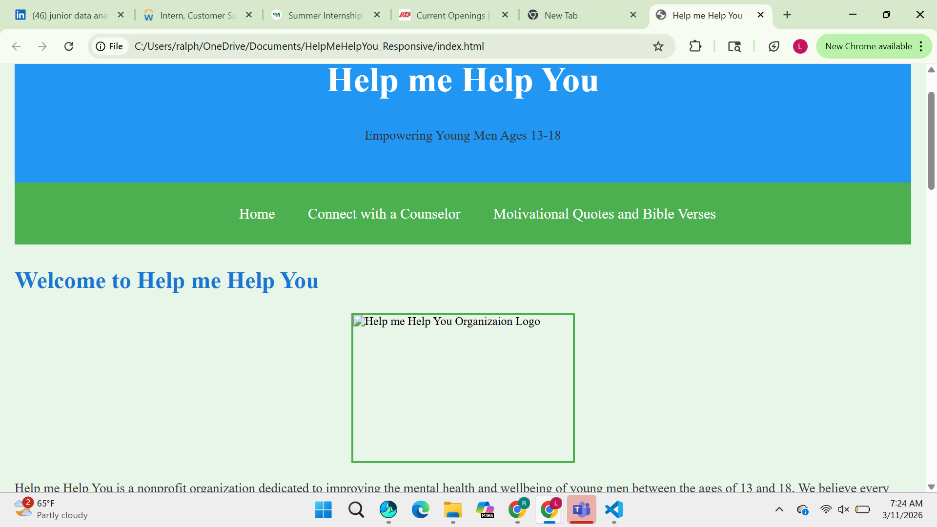 (46) junior data ana
Intern, Customer Su
Summer Internship
Current Openings |
New Tab
Help me Help You
File
C:/Users/ralph/OneDrive/Documents/HelpMeHelpYou_Responsive/index.html
L
New Chrome available
Help me Help You
Empowering Young Men Ages 13-18
Home
Connect with a Counselor
Motivational Quotes and Bible Verses
Welcome to Help me Help You
Help me Help You Organizaion Logo
Help me Help You is a nonprofit organization dedicated to improving the mental health and wellbeing of young men between the ages of 13 and 18. We believe every
2
65°F
Partly cloudy
R
L
7:24 AM
3/11/2026